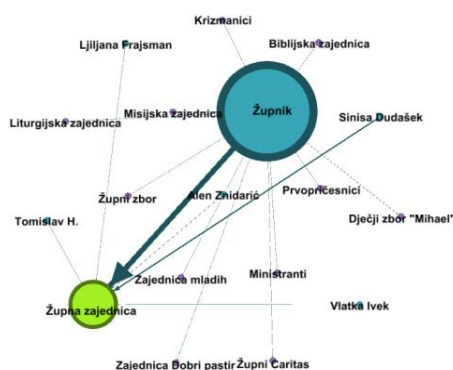 Krizmanici
Ljiljana Frajsman
Biblijska zajednica
Župnik
Misijska zajednica
Sinisa Dudašek
Liturgijska zajednica
Župni zbor
Alen Znidarić
Prvopricesnici
Tomislav H.
Dječji zbor "Mihael"
Zajednica mladih
Ministranti
Župna zajednica
Vlatka Ivek
Zajednica Dobri pastir
Župni Caritas